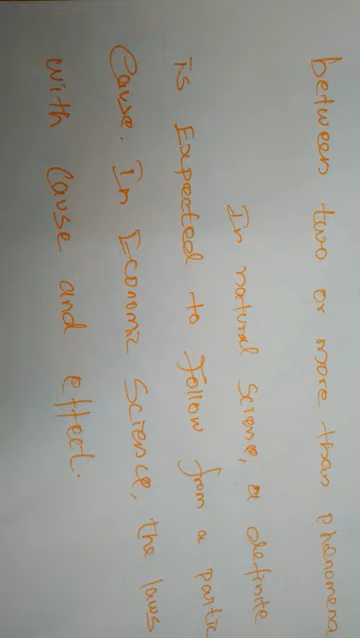 between two or more than phenomena
In natural science, a definite
is Expected to follow from a partic
Cause. In Economic Science, the laws
with cause and effect.